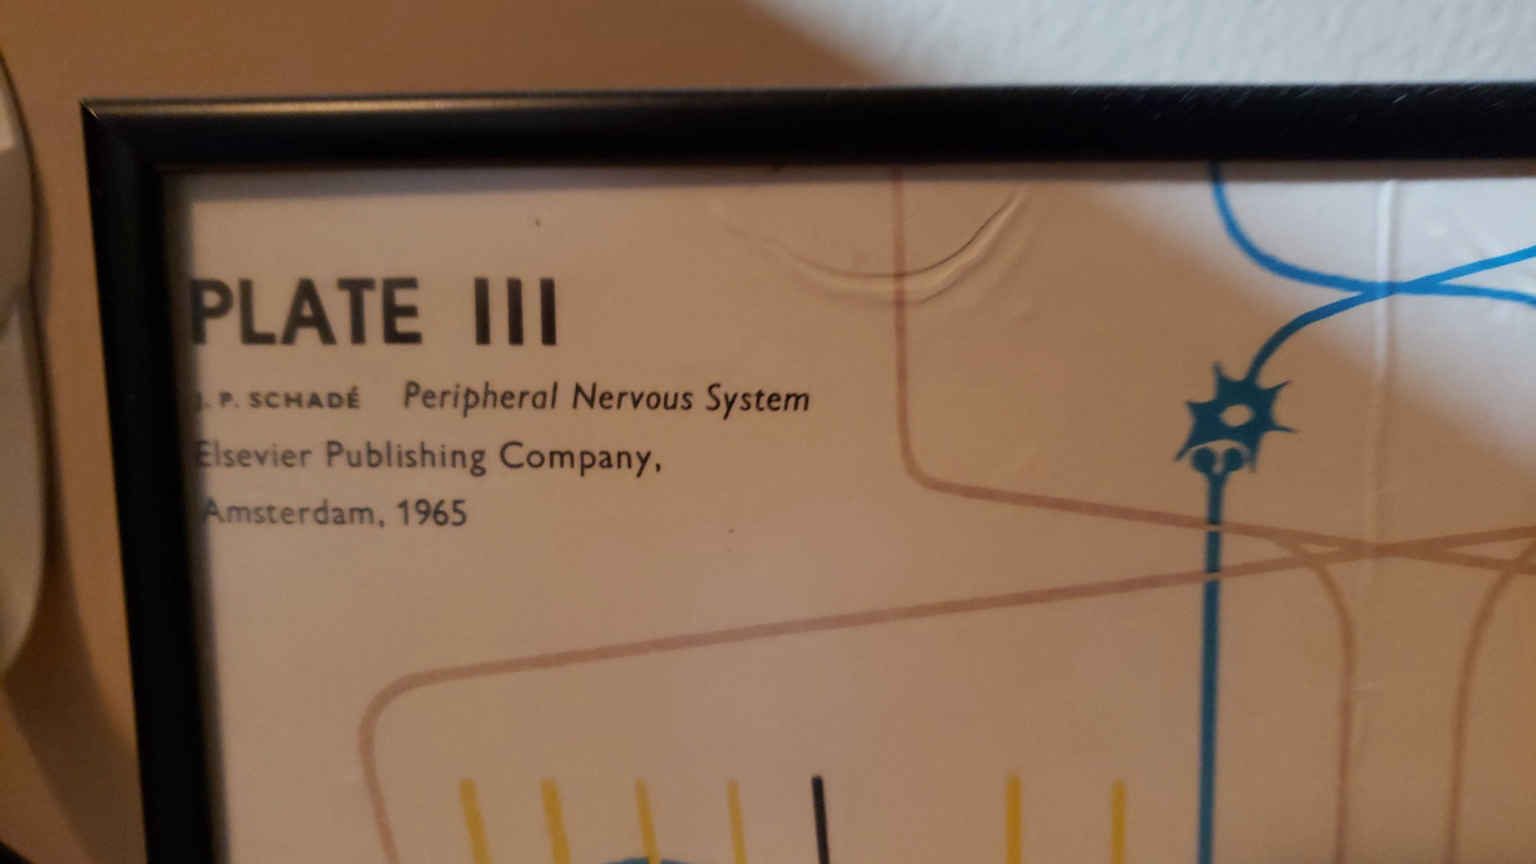 PLATE III
J. P. SCHADÉ Peripheral Nervous System
Elsevier Publishing Company,
Amsterdam, 1965